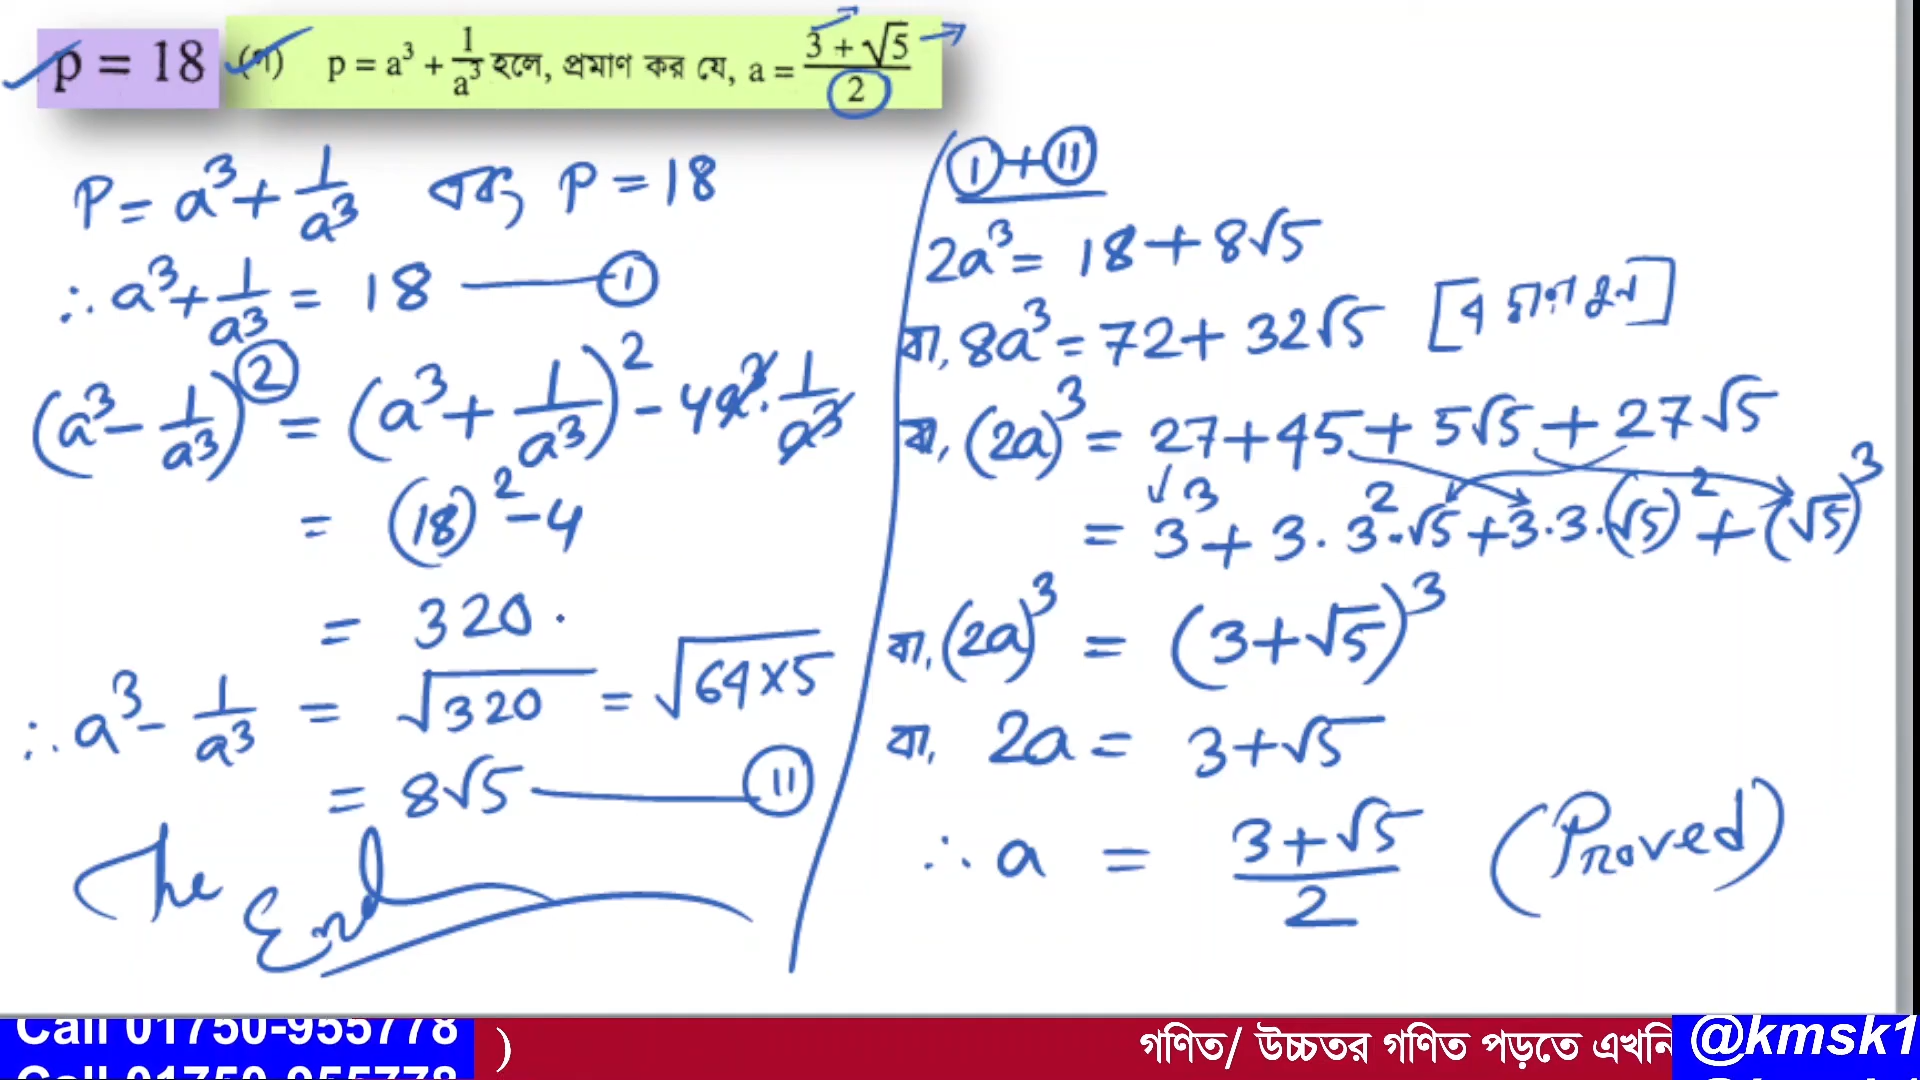 p = 18 (গ) p = a³ + 1/a³ হলে, প্রমাণ কর যে, a = (3 + √5)/2
P = a³ + 1/a³ এবং P = 18
∴ a³ + 1/a³ = 18 —— (I)
(a³ - 1/a³)² = (a³ + 1/a³)² - 4a³·1/a³
= (18)² - 4
= 320
∴ a³ - 1/a³ = √320 = √64×5
= 8√5 —— (II)
The End
(I) + (II)
2a³ = 18 + 8√5
বা, 8a³ = 72 + 32√5
বা, (2a)³ = 27 + 45 + 5√5 + 27√5
= 3³ + 3·3²·√5 + 3·3·(√5)² + (√5)³
বা, (2a)³ = (3 + √5)³
বা, 2a = 3 + √5
∴ a = (3 + √5)/2 (Proved)
Call 01750-955778 ) গণিত/ উচ্চতর গণিত পড়তে এখনি @kmsk1